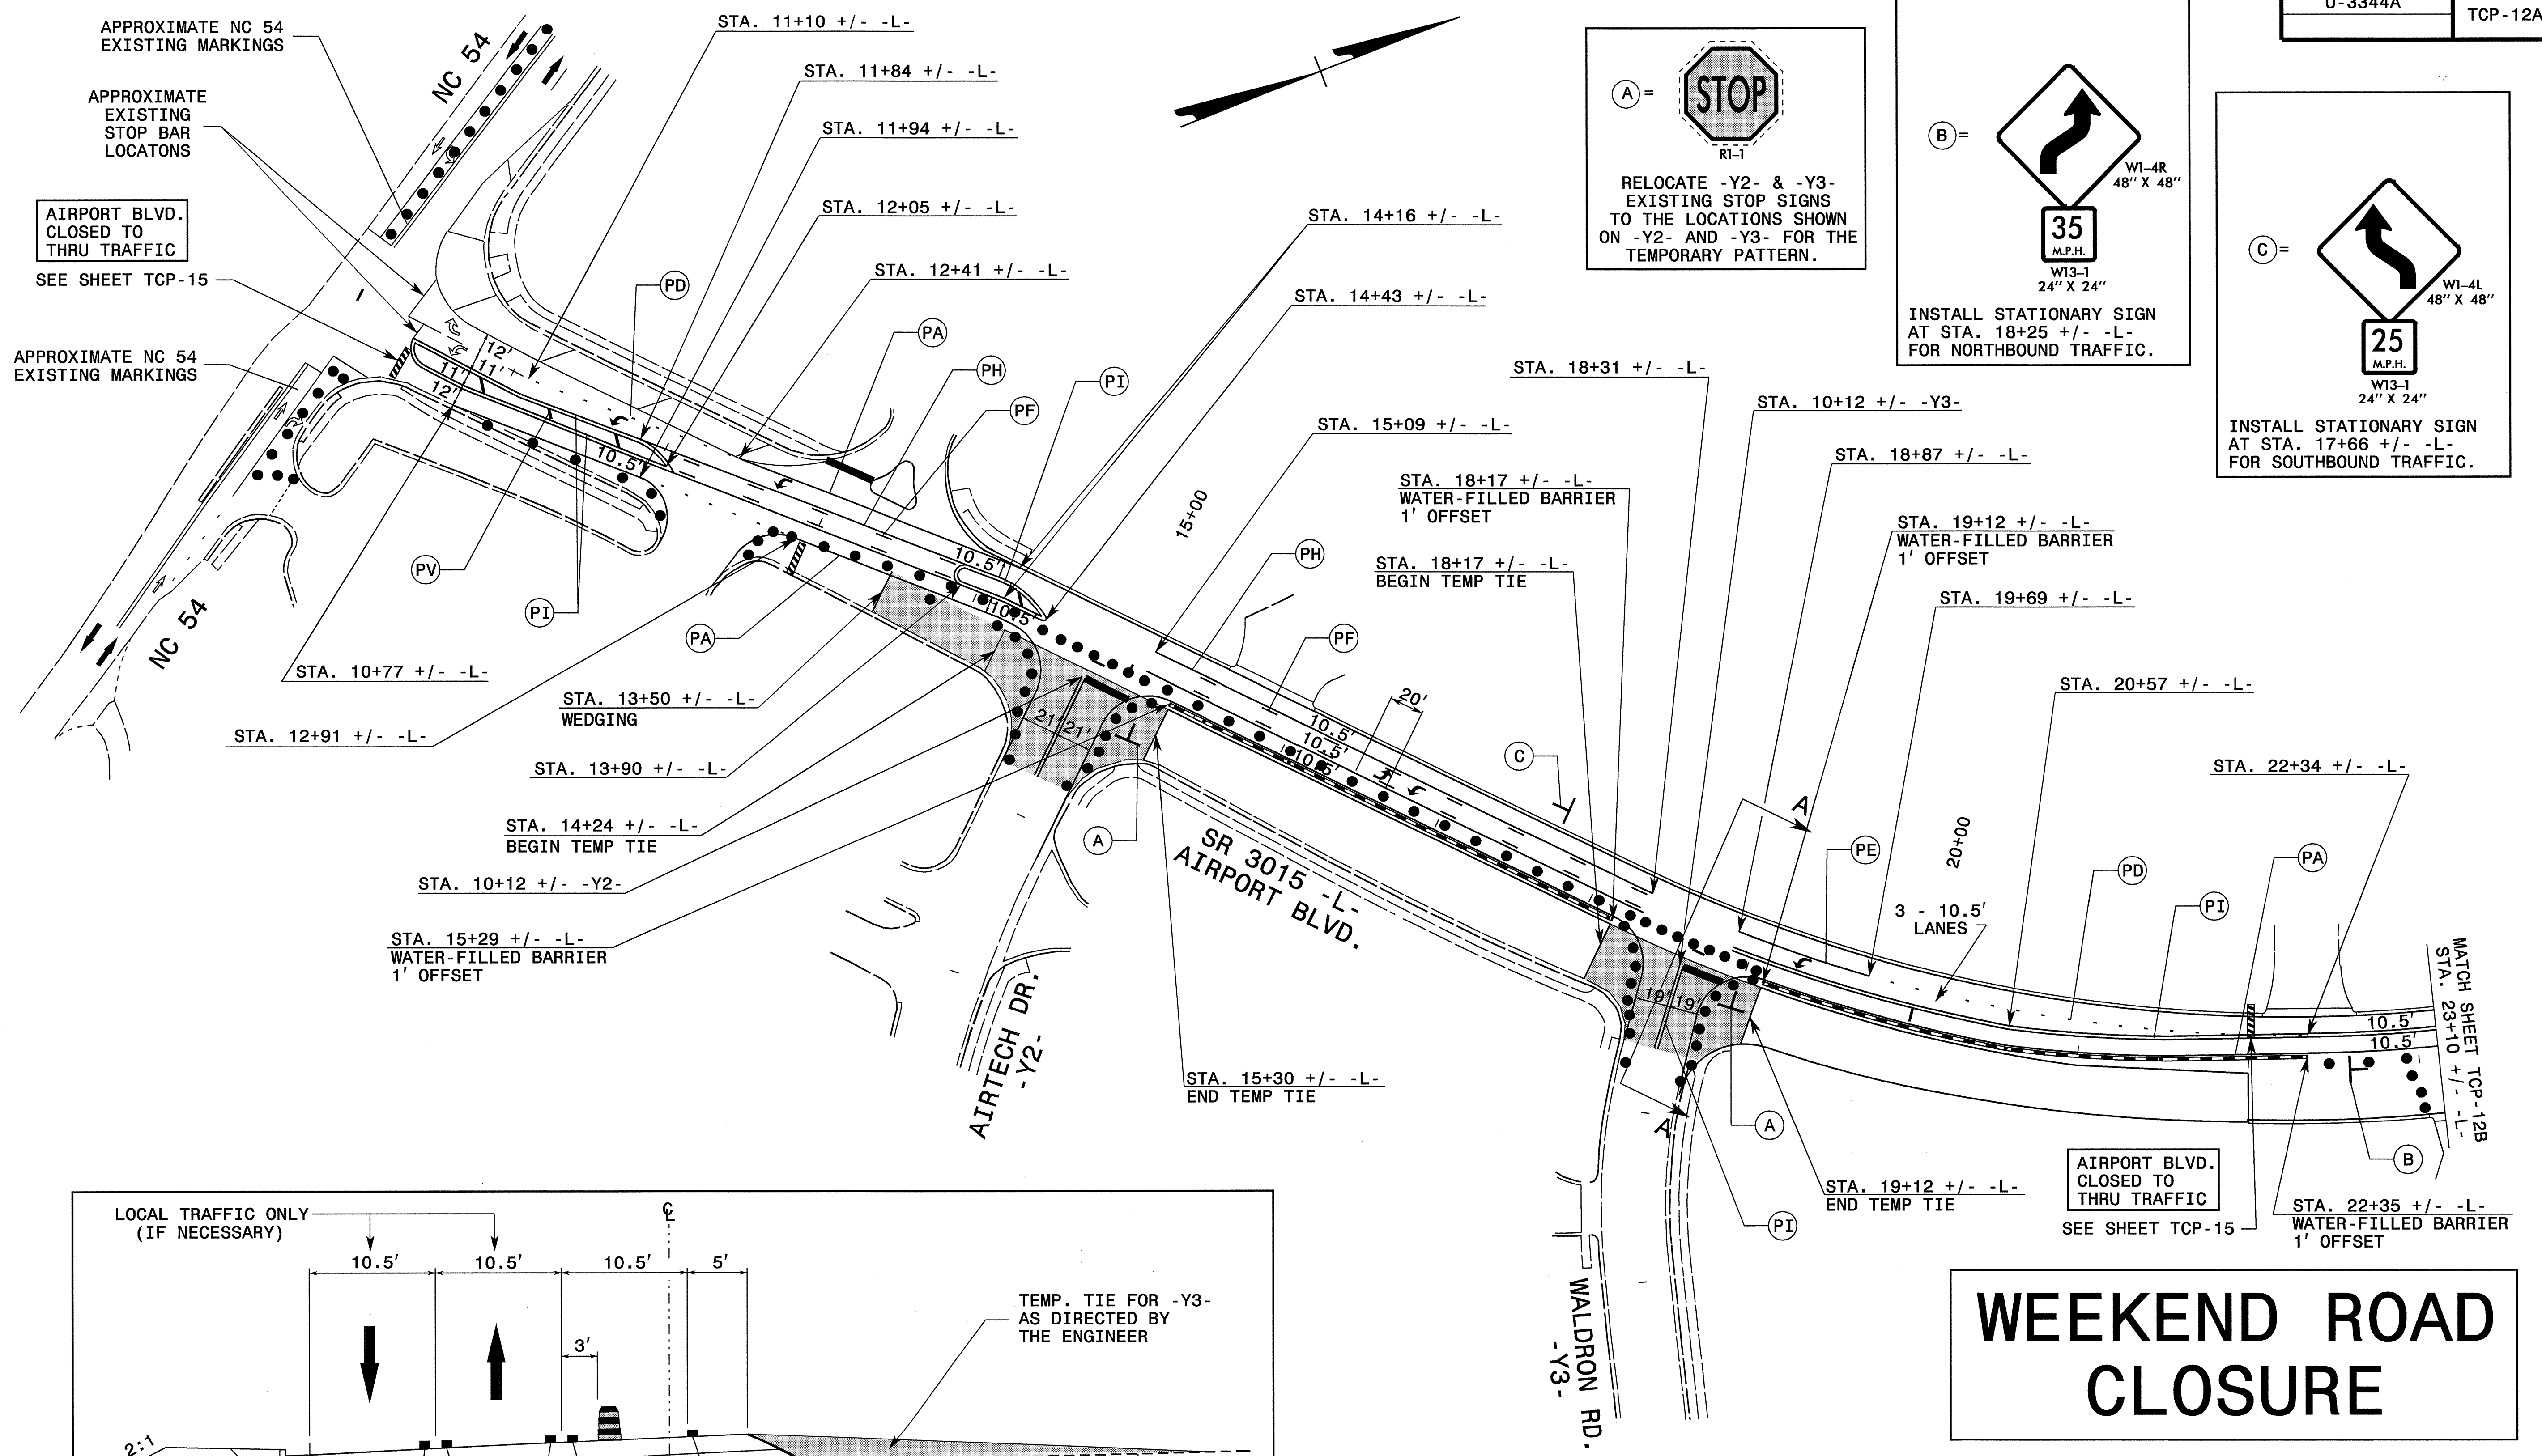 APPROXIMATE NC 54
EXISTING MARKINGS
APPROXIMATE
EXISTING
STOP BAR
LOCATONS
AIRPORT BLVD.
CLOSED TO
THRU TRAFFIC
SEE SHEET TCP-15
APPROXIMATE NC 54
EXISTING MARKINGS
NC 54
NC 54
STA. 11+10 +/- -L-
STA. 11+84 +/- -L-
STA. 11+94 +/- -L-
STA. 12+05 +/- -L-
STA. 12+41 +/- -L-
PD
PA
PH
PF
PI
12'
11'
11'
12'
10.5'
PV
PI
PA
STA. 10+77 +/- -L-
STA. 12+91 +/- -L-
STA. 13+50 +/- -L-
WEDGING
STA. 13+90 +/- -L-
STA. 14+24 +/- -L-
BEGIN TEMP TIE
STA. 10+12 +/- -Y2-
STA. 15+29 +/- -L-
WATER-FILLED BARRIER
1' OFFSET
STA. 14+16 +/- -L-
STA. 14+43 +/- -L-
15+00
STA. 15+09 +/- -L-
PH
PF
20'
10.5'
10.5
21'
21'
10.5'
10.5'
10.5'
A
C
STA. 18+31 +/- -L-
STA. 18+17 +/- -L-
WATER-FILLED BARRIER
1' OFFSET
STA. 18+17 +/- -L-
BEGIN TEMP TIE
STA. 10+12 +/- -Y3-
STA. 18+87 +/- -L-
STA. 19+12 +/- -L-
WATER-FILLED BARRIER
1' OFFSET
STA. 19+69 +/- -L-
STA. 20+57 +/- -L-
STA. 22+34 +/- -L-
SR 3015 -L-
AIRPORT BLVD.
AIRTECH DR.
-Y2-
STA. 15+30 +/- -L-
END TEMP TIE
A
A
19'
19'
PE
20+00
3 - 10.5'
LANES
PD
PI
PA
10.5'
10.5'
MATCH SHEET TCP-12B
STA. 23+10 +/- -L-
A
PI
B
STA. 19+12 +/- -L-
END TEMP TIE
AIRPORT BLVD.
CLOSED TO
THRU TRAFFIC
SEE SHEET TCP-15
STA. 22+35 +/- -L-
WATER-FILLED BARRIER
1' OFFSET
WALDRON RD.
-Y3-
A =
STOP
R1-1
RELOCATE -Y2- & -Y3-
EXISTING STOP SIGNS
TO THE LOCATIONS SHOWN
ON -Y2- AND -Y3- FOR THE
TEMPORARY PATTERN.
B =
W1-4R
48" X 48"
35
M.P.H.
W13-1
24" X 24"
INSTALL STATIONARY SIGN
AT STA. 18+25 +/- -L-
FOR NORTHBOUND TRAFFIC.
C =
W1-4L
48" X 48"
25
M.P.H.
W13-1
24" X 24"
INSTALL STATIONARY SIGN
AT STA. 17+66 +/- -L-
FOR SOUTHBOUND TRAFFIC.
U-3344A
TCP-12A
LOCAL TRAFFIC ONLY
(IF NECESSARY)
10.5'
10.5'
10.5'
5'
3'
℄
2:1
TEMP. TIE FOR -Y3-
AS DIRECTED BY
THE ENGINEER
WEEKEND ROAD
CLOSURE